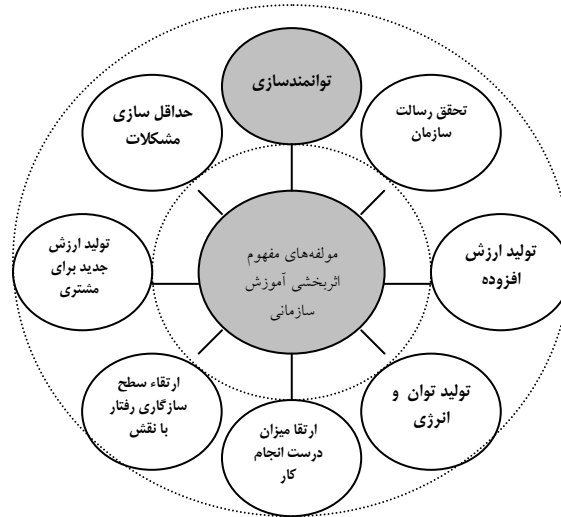 توانمندسازی
تحقق رسالت
سازمان
تولید ارزش
افزوده
تولید توان و
انرژی
ارتقا میزان
درست انجام
کار
ارتقاء سطح
سازگاری رفتار
با نقش
تولید ارزش
جدید برای
مشتری
حداقل سازی
مشکلات
مولفه‌های مفهوم
اثربخشی آموزش
سازمانی